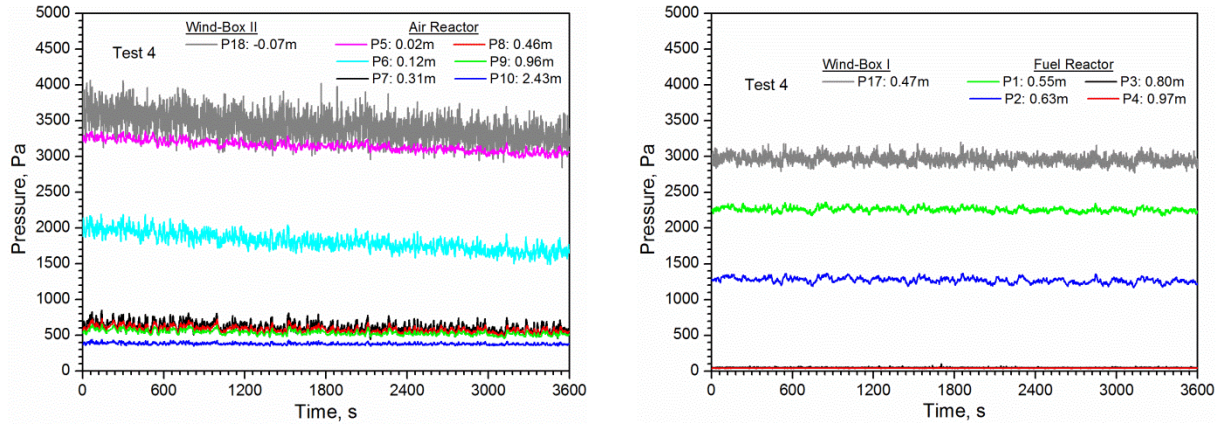 Wind-Box II Air Reactor
P18: -0.07m P5: 0.02m P8: 0.46m
Test 4 P6: 0.12m P9: 0.96m
P7: 0.31m P10: 2.43m
5000
4500
4000
3500
3000
2500
2000
1500
1000
500
0
Pressure, Pa
0 600 1200 1800 2400 3000 3600
Time, s
Wind-Box I Fuel Reactor
Test 4 P17: 0.47m P1: 0.55m P3: 0.80m
P2: 0.63m P4: 0.97m
5000
4500
4000
3500
3000
2500
2000
1500
1000
500
0
Pressure, Pa
0 600 1200 1800 2400 3000 3600
Time, s